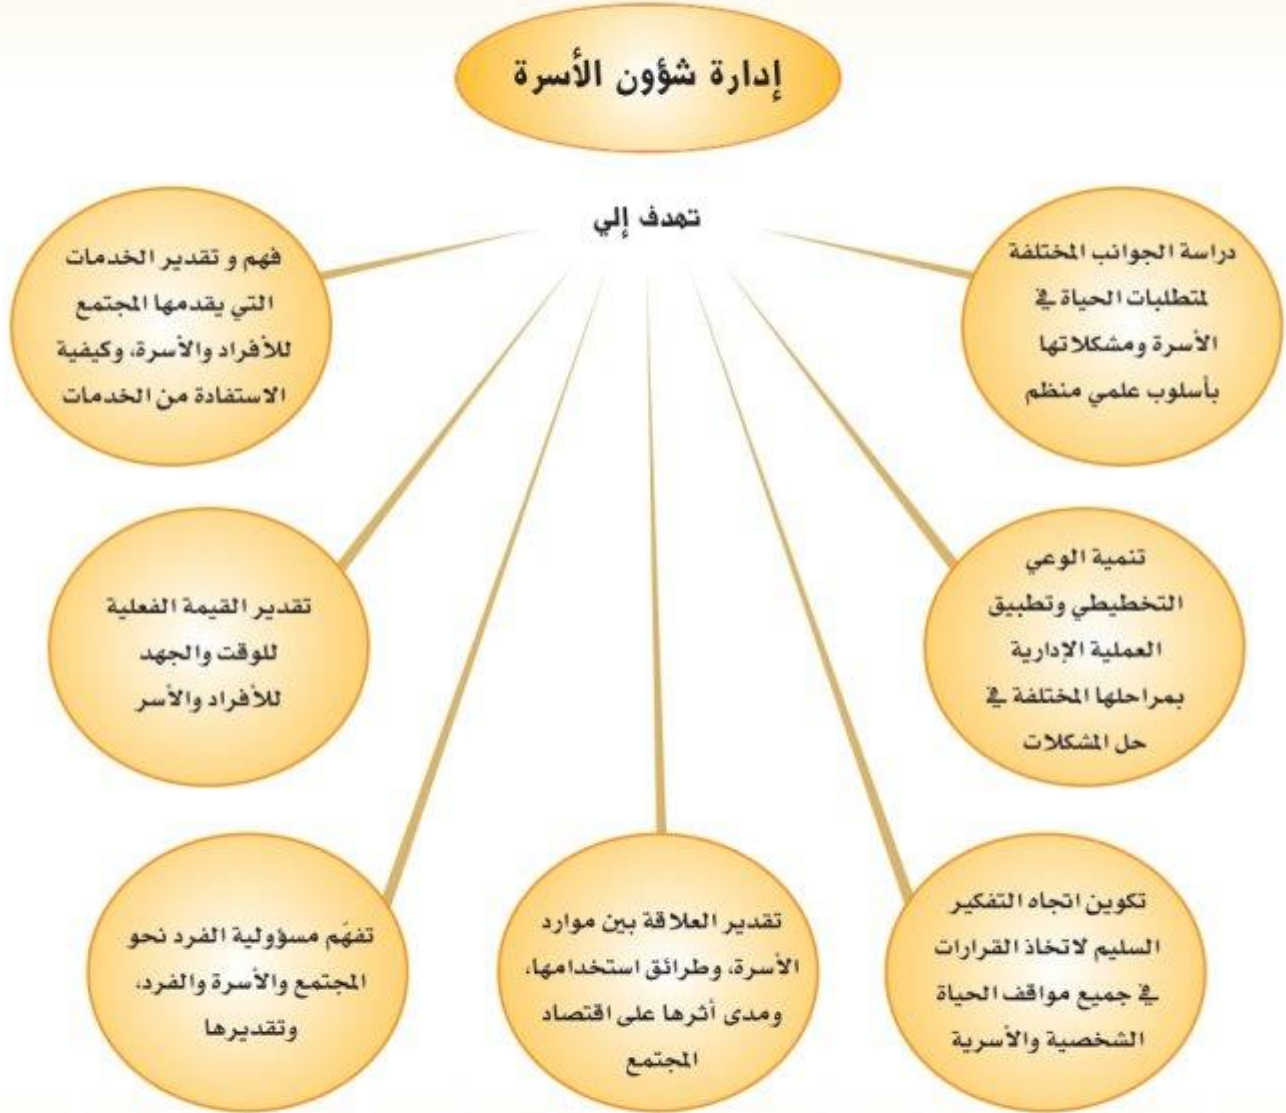 إدارة شؤون الأسرة
تهدف إلي
دراسة الجوانب المختلفة
لمتطلبات الحياة في
الأسرة ومشكلاتها
بأسلوب علمي منظم
تنمية الوعي
التخطيطي وتطبيق
العملية الإدارية
بمراحلها المختلفة في
حل المشكلات
تكوين اتجاه التفكير
السليم لاتخاذ القرارات
في جميع مواقف الحياة
الشخصية والأسرية
تقدير العلاقة بين موارد
الأسرة، وطرائق استخدامها،
ومدى أثرها على اقتصاد
المجتمع
تفهّم مسؤولية الفرد نحو
المجتمع والأسرة والفرد،
وتقديرها
تقدير القيمة الفعلية
للوقت والجهد
للأفراد والأسر
فهم و تقدير الخدمات
التي يقدمها المجتمع
للأفراد والأسرة، وكيفية
الاستفادة من الخدمات